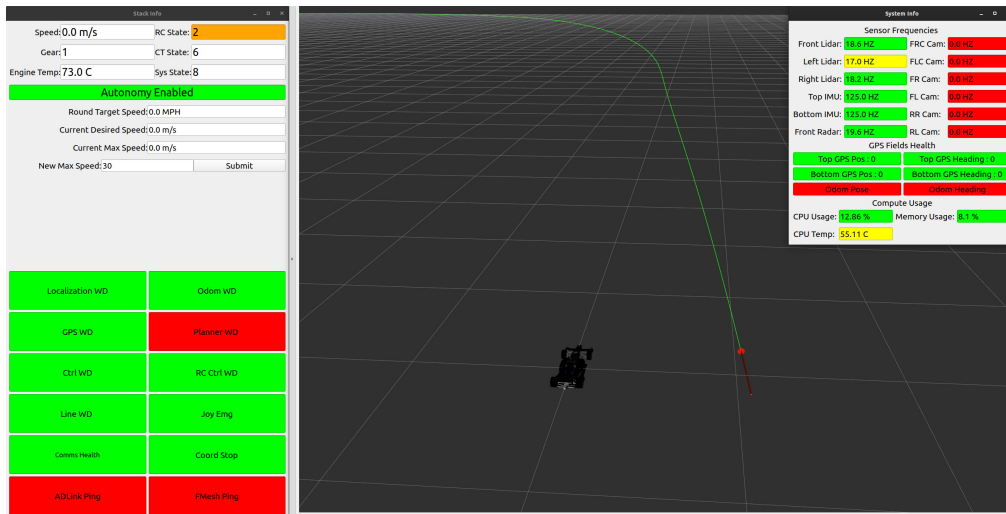 Stack Info
Speed: 0.0 m/s RC State: 2
Gear: 1 CT State: 6
Engine Temp: 73.0 C Sys State: 8
Autonomy Enabled
Round Target Speed: 0.0 MPH
Current Desired Speed: 0.0 m/s
Current Max Speed: 0.0 m/s
New Max Speed: 30 Submit
Localization WD Odom WD
GPS WD Planner WD
Ctrl WD RC Ctrl WD
Line WD Joy Emg
Comms Health Coord Stop
ADLink Ping FMesh Ping
System Info
Sensor Frequencies
Front Lidar: 18.6 HZ FRC Cam: 0.0 HZ
Left Lidar: 17.0 HZ FLC Cam: 0.0 HZ
Right Lidar: 18.2 HZ FR Cam: 0.0 HZ
Top IMU: 125.0 HZ FL Cam: 0.0 HZ
Bottom IMU: 125.0 HZ RR Cam: 0.0 HZ
Front Radar: 19.6 HZ RL Cam: 0.0 HZ
GPS Fields Health
Top GPS Pos : 0 Top GPS Heading : 0
Bottom GPS Pos : 0 Bottom GPS Heading : 0
Odom Pose Odom Heading
Compute Usage
CPU Usage: 12.86 % Memory Usage: 8.1 %
CPU Temp: 55.11 C